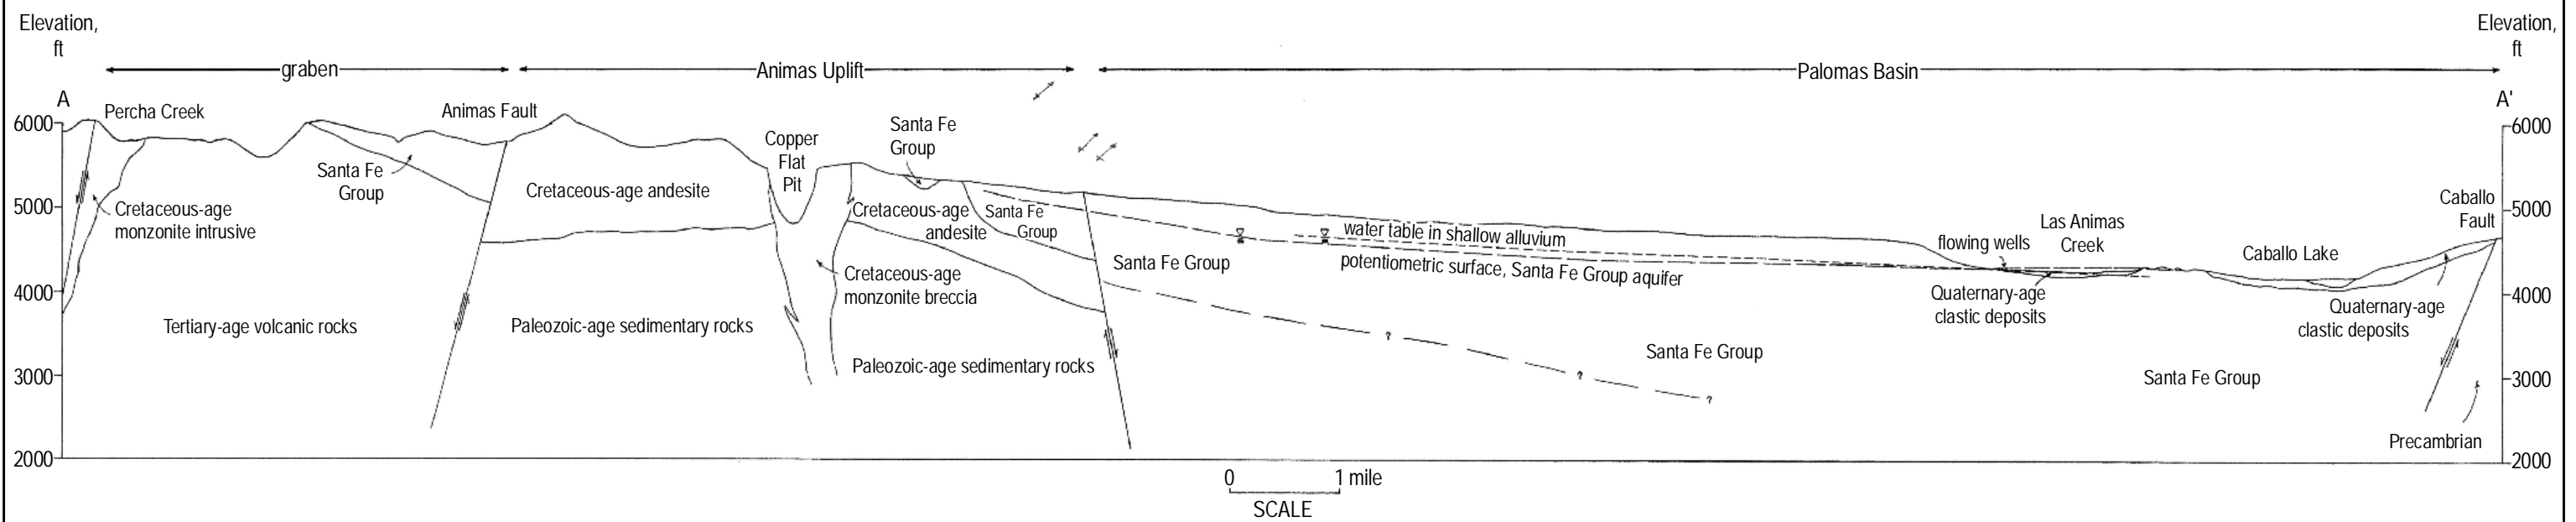 Elevation,
ft
Elevation,
ft
graben
Animas Uplift
Palomas Basin
A
A'
Percha Creek
Animas Fault
Copper
Flat
Pit
Santa Fe
Group
6000
5000
4000
3000
2000
6000
5000
4000
3000
2000
Santa Fe
Group
Cretaceous-age
monzonite intrusive
Cretaceous-age andesite
Cretaceous-age
andesite
Santa Fe
Group
Cretaceous-age
monzonite breccia
Tertiary-age volcanic rocks
Paleozoic-age sedimentary rocks
Paleozoic-age sedimentary rocks
Santa Fe Group
water table in shallow alluvium
potentiometric surface, Santa Fe Group aquifer
?
?
?
Santa Fe Group
flowing wells
Las Animas
Creek
Quaternary-age
clastic deposits
Caballo Lake
Caballo
Fault
Quaternary-age
clastic deposits
Santa Fe Group
Precambrian
0
1 mile
SCALE